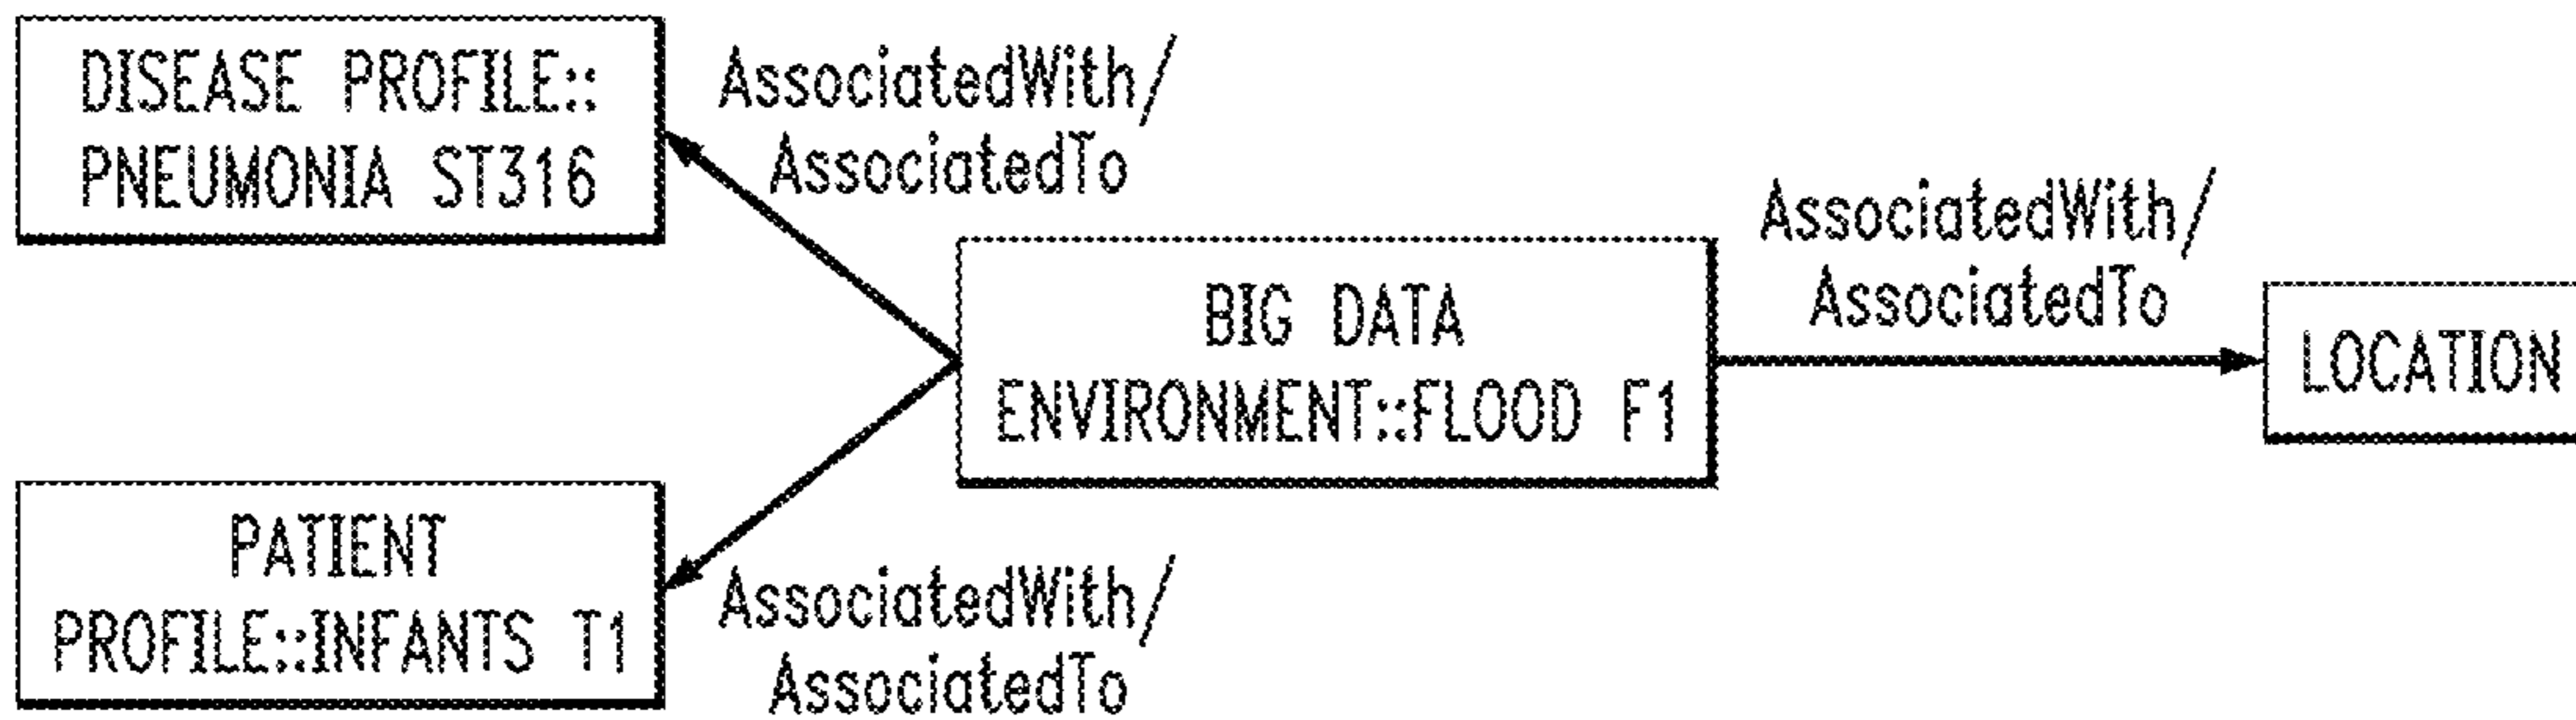 DISEASE PROFILE::
PNEUMONIA ST316
AssociatedWith/
AssociatedTo
BIG DATA
ENVIRONMENT::FLOOD F1
AssociatedWith/
AssociatedTo
LOCATION
PATIENT
PROFILE::INFANTS T1
AssociatedWith/
AssociatedTo